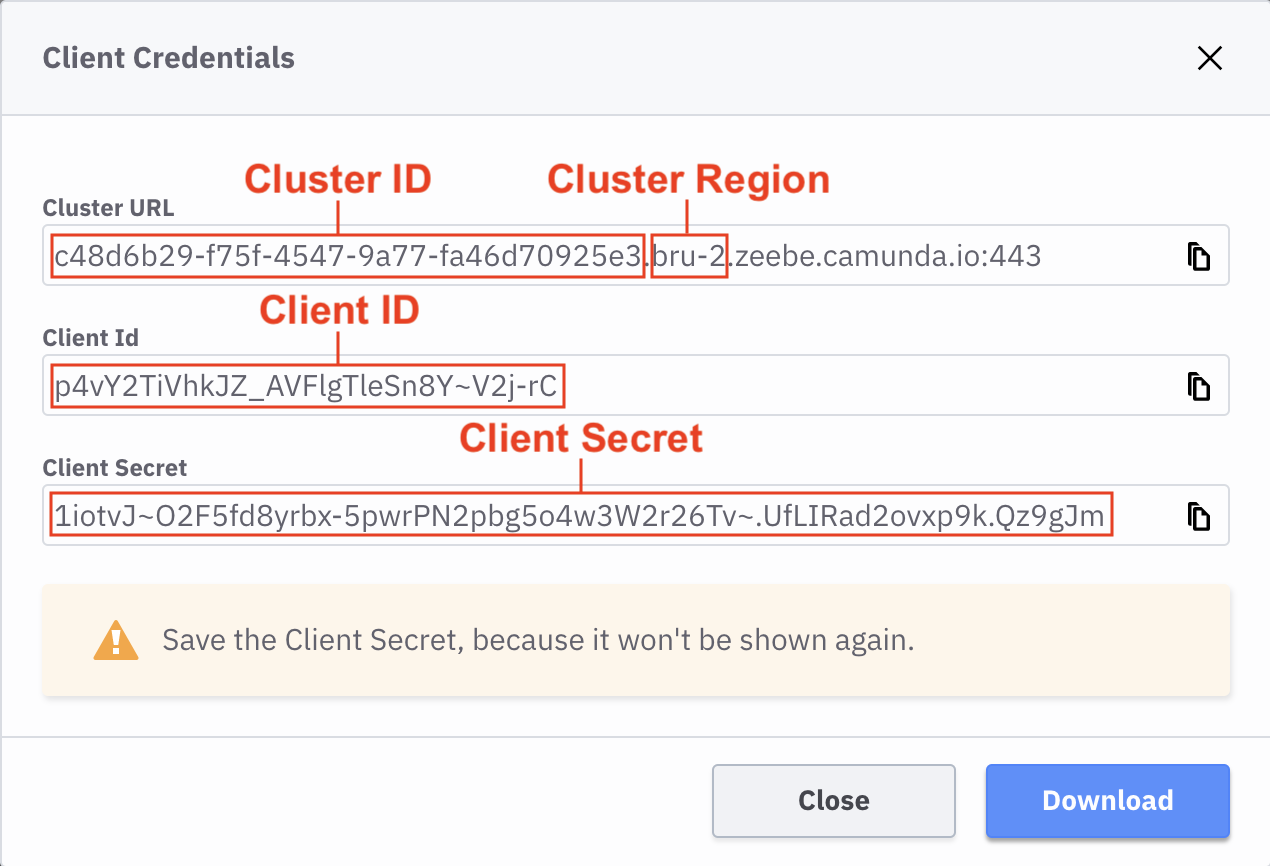 Client Credentials
Cluster ID
Cluster Region
Cluster URL
c48d6b29-f75f-4547-9a77-fa46d70925e3.bru-2.zeebe.camunda.io:443
Client ID
Client Id
p4vY2TiVhkJZ_AVFlgTleSn8Y~V2j-rC
Client Secret
Client Secret
1iotvJ~O2F5fd8yrbx-5pwrPN2pbg5o4w3W2r26Tv~.UfLIRad2ovxp9k.Qz9gJm
Save the Client Secret, because it won't be shown again.
Close
Download